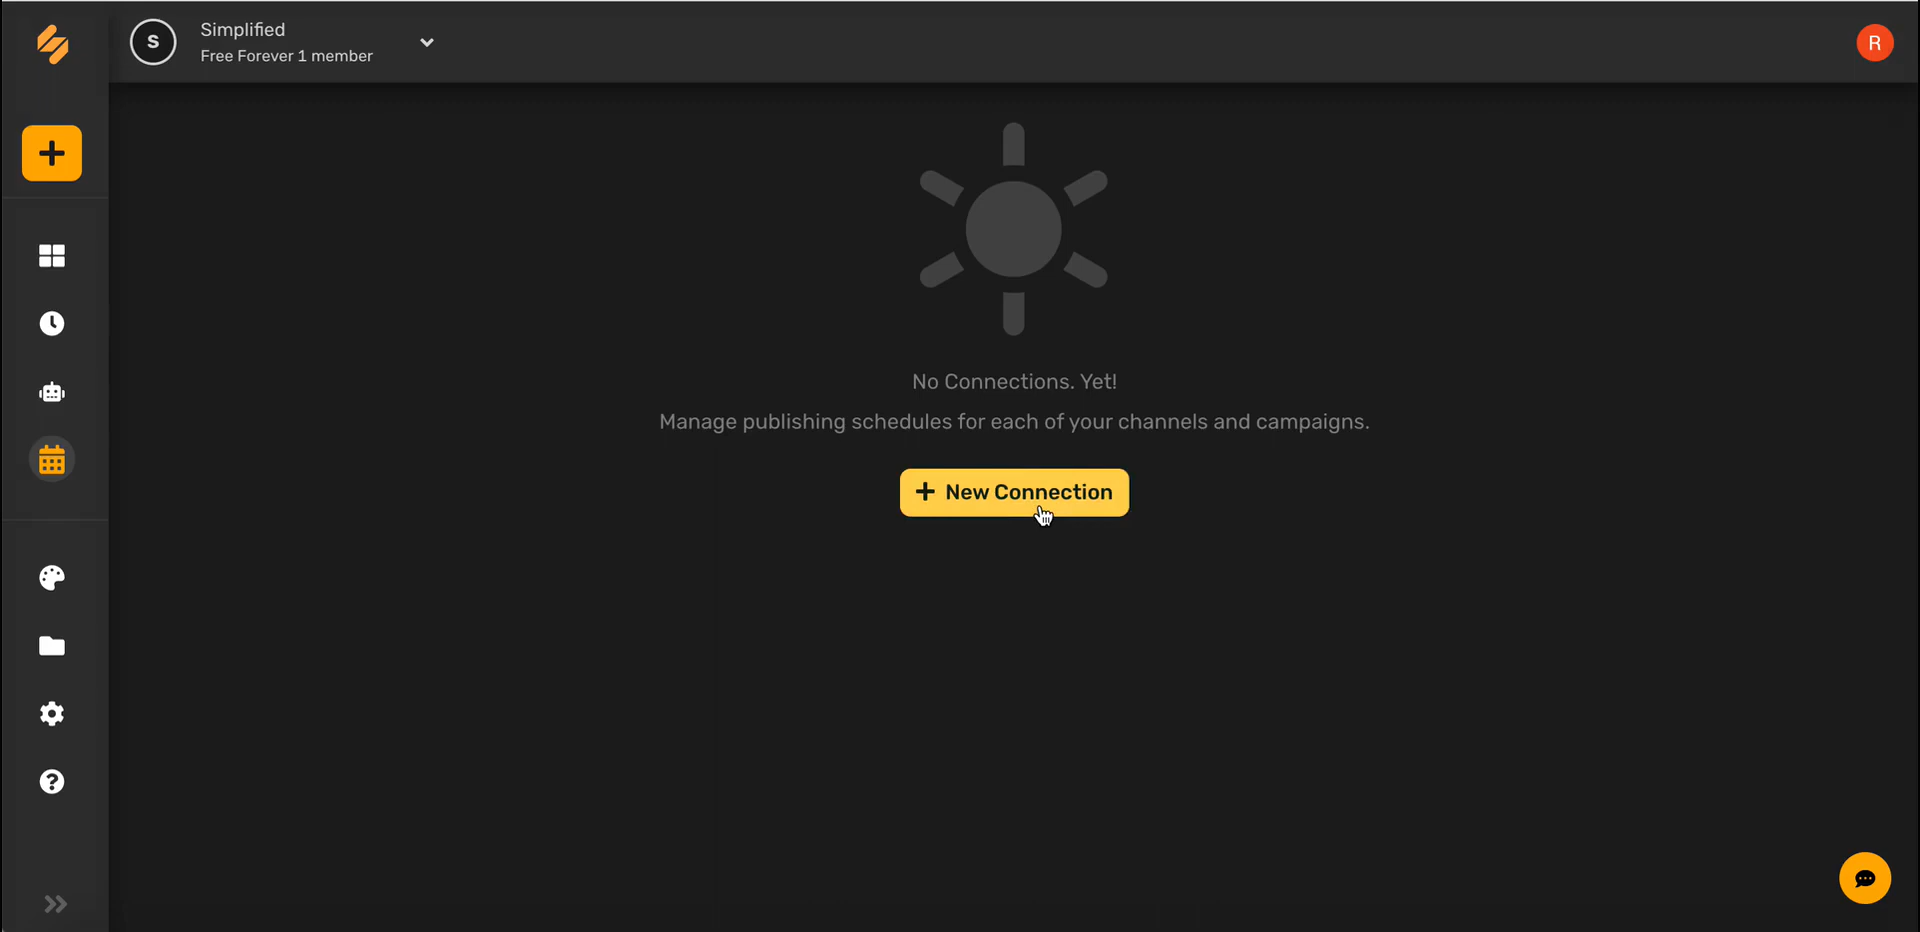 S
Simplified
Free Forever 1 member
R
No Connections. Yet!
Manage publishing schedules for each of your channels and campaigns.
+ New Connection